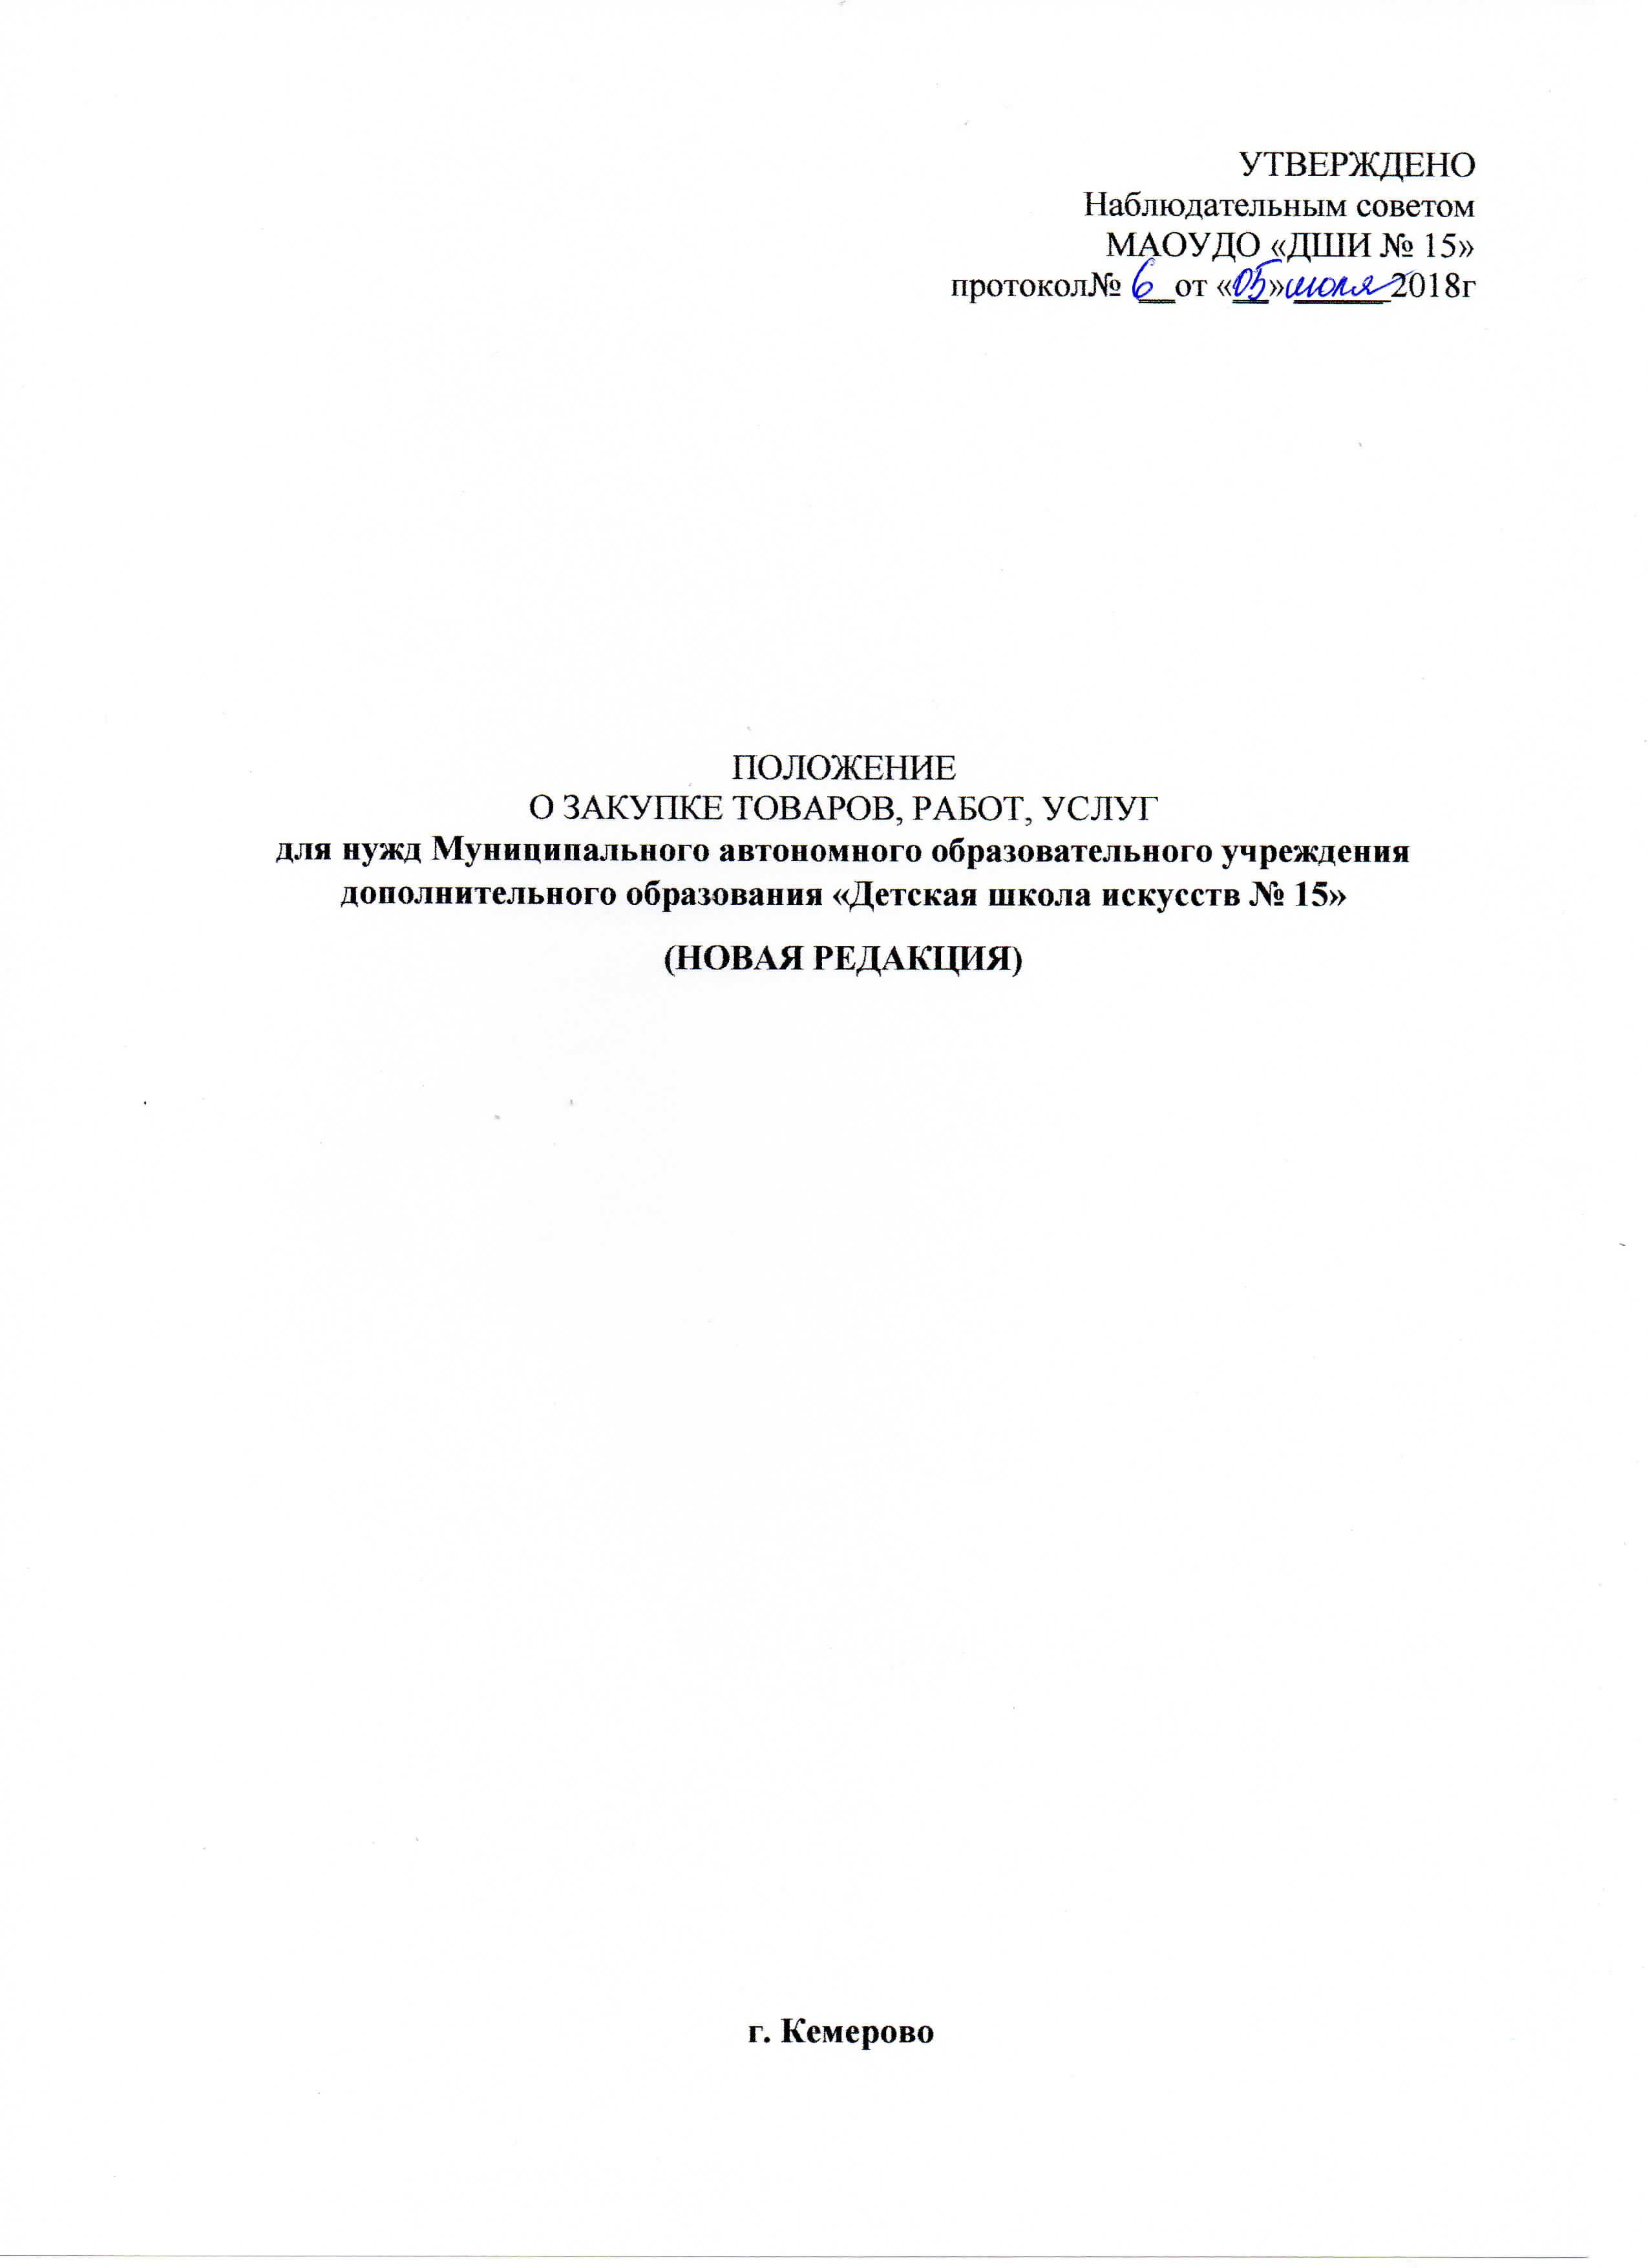 УТВЕРЖДЕНО
Наблюдательным советом
МАОУДО «ДШИ № 15»
протокол№ 6 от «05» июля 2018г
ПОЛОЖЕНИЕ
О ЗАКУПКЕ ТОВАРОВ, РАБОТ, УСЛУГ
для нужд Муниципального автономного образовательного учреждения
дополнительного образования «Детская школа искусств № 15»
(НОВАЯ РЕДАКЦИЯ)
г. Кемерово